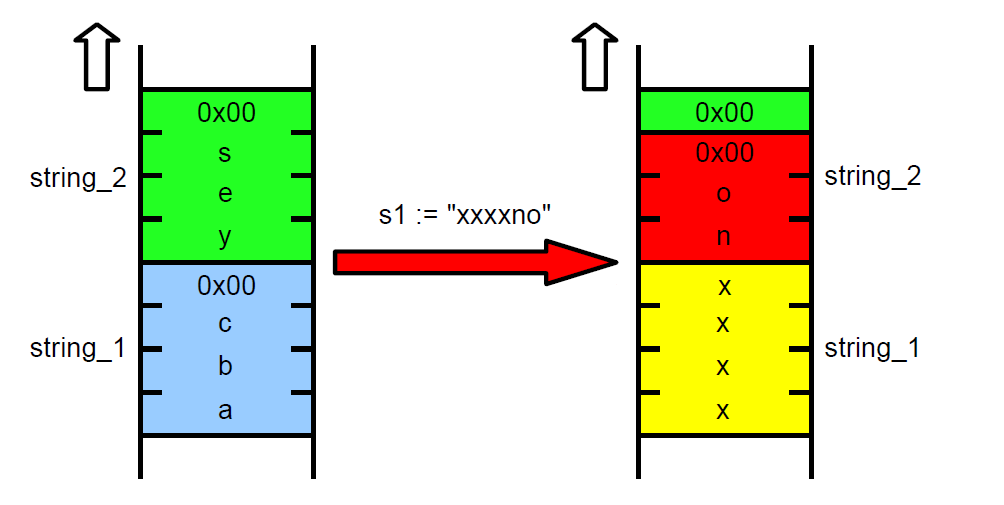 0x00
s
e
y
string_2
0x00
c
b
a
string_1
s1 := "xxxxno"
0x00
0x00
o
n
string_2
x
x
x
x
string_1